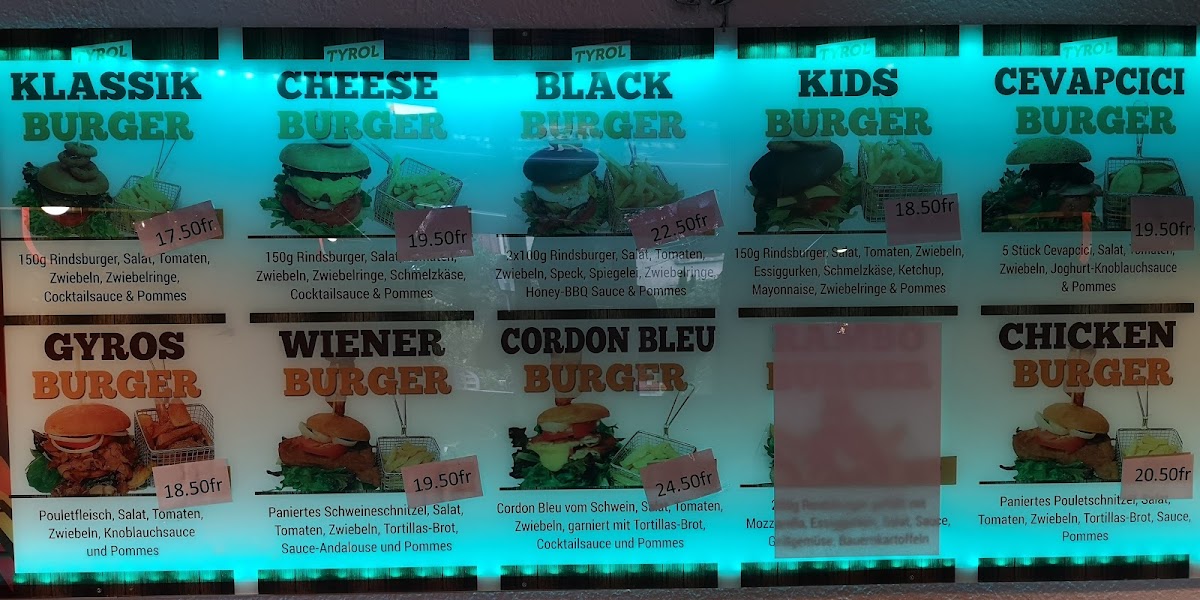 TYROL
KLASSIK
BURGER
17.50fr
150g Rindsburger, Salat, Tomaten,
Zwiebeln, Zwiebelringe,
Cocktailsauce & Pommes
TYROL
CHEESE
BURGER
19.50fr
150g Rindsburger, Salat, Tomaten,
Zwiebeln, Zwiebelringe, Schmelzkäse,
Cocktailsauce & Pommes
TYROL
BLACK
BURGER
22.50fr
2x100g Rindsburger, Salat, Tomaten,
Zwiebeln, Speck, Spiegelei, Zwiebelringe,
Honey-BBQ Sauce & Pommes
TYROL
KIDS
BURGER
18.50fr
150g Rindsburger, Salat, Tomaten, Zwiebeln,
Essiggurken, Schmelzkäse, Ketchup,
Mayonnaise, Zwiebelringe & Pommes
TYROL
CEVAPCICI
BURGER
19.50fr
5 Stück Cevapcici, Salat, Tomaten,
Zwiebeln, Joghurt-Knoblauchsauce
& Pommes
GYROS
BURGER
18.50fr
Pouletfleisch, Salat, Tomaten,
Zwiebeln, Knoblauchsauce
und Pommes
WIENER
BURGER
19.50fr
Paniertes Schweineschnitzel, Salat,
Tomaten, Zwiebeln, Tortillas-Brot,
Sauce-Andalouse und Pommes
CORDON BLEU
BURGER
24.50fr
Cordon Bleu vom Schwein, Salat, Tomaten,
Zwiebeln, garniert mit Tortillas-Brot,
Cocktailsauce und Pommes
Mozzarella, Essiggurken, Salat, Sauce,
Grillgemüse, Bauernkartoffeln
CHICKEN
BURGER
20.50fr
Paniertes Pouletschnitzel, Salat,
Tomaten, Zwiebeln, Tortillas-Brot, Sauce,
Pommes